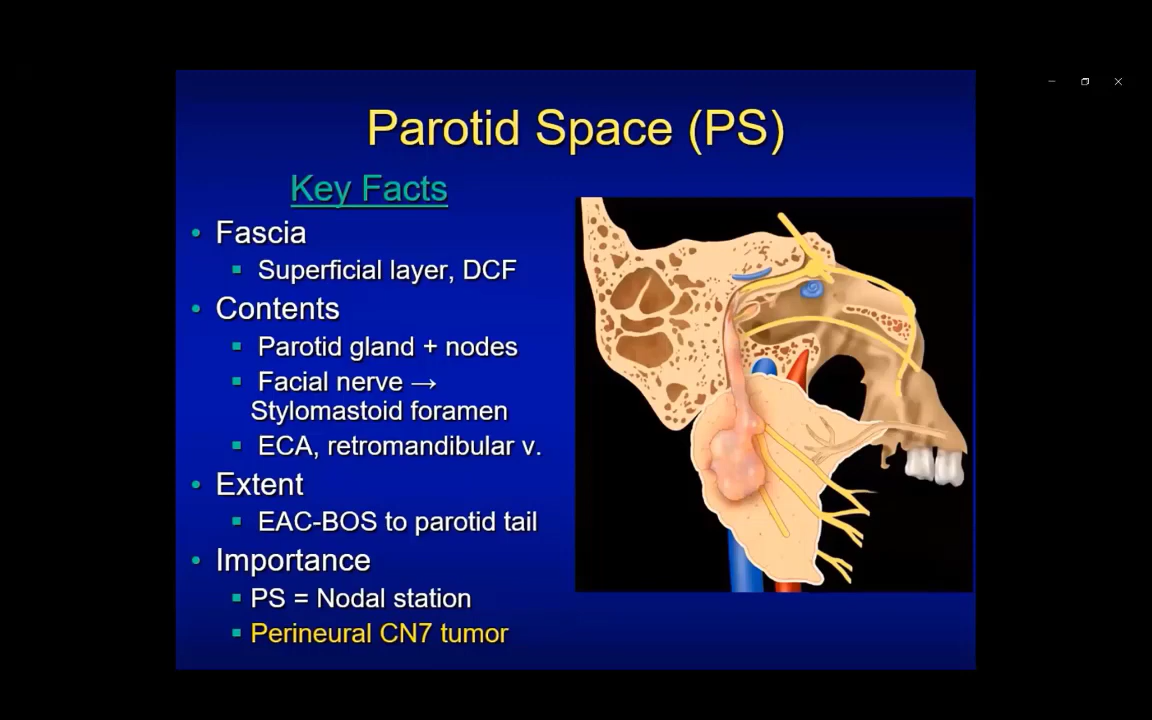 Parotid Space (PS)
Key Facts
• Fascia
▪ Superficial layer, DCF
• Contents
▪ Parotid gland + nodes
▪ Facial nerve →
Stylomastoid foramen
▪ ECA, retromandibular v.
• Extent
▪ EAC-BOS to parotid tail
• Importance
▪ PS = Nodal station
▪ Perineural CN7 tumor